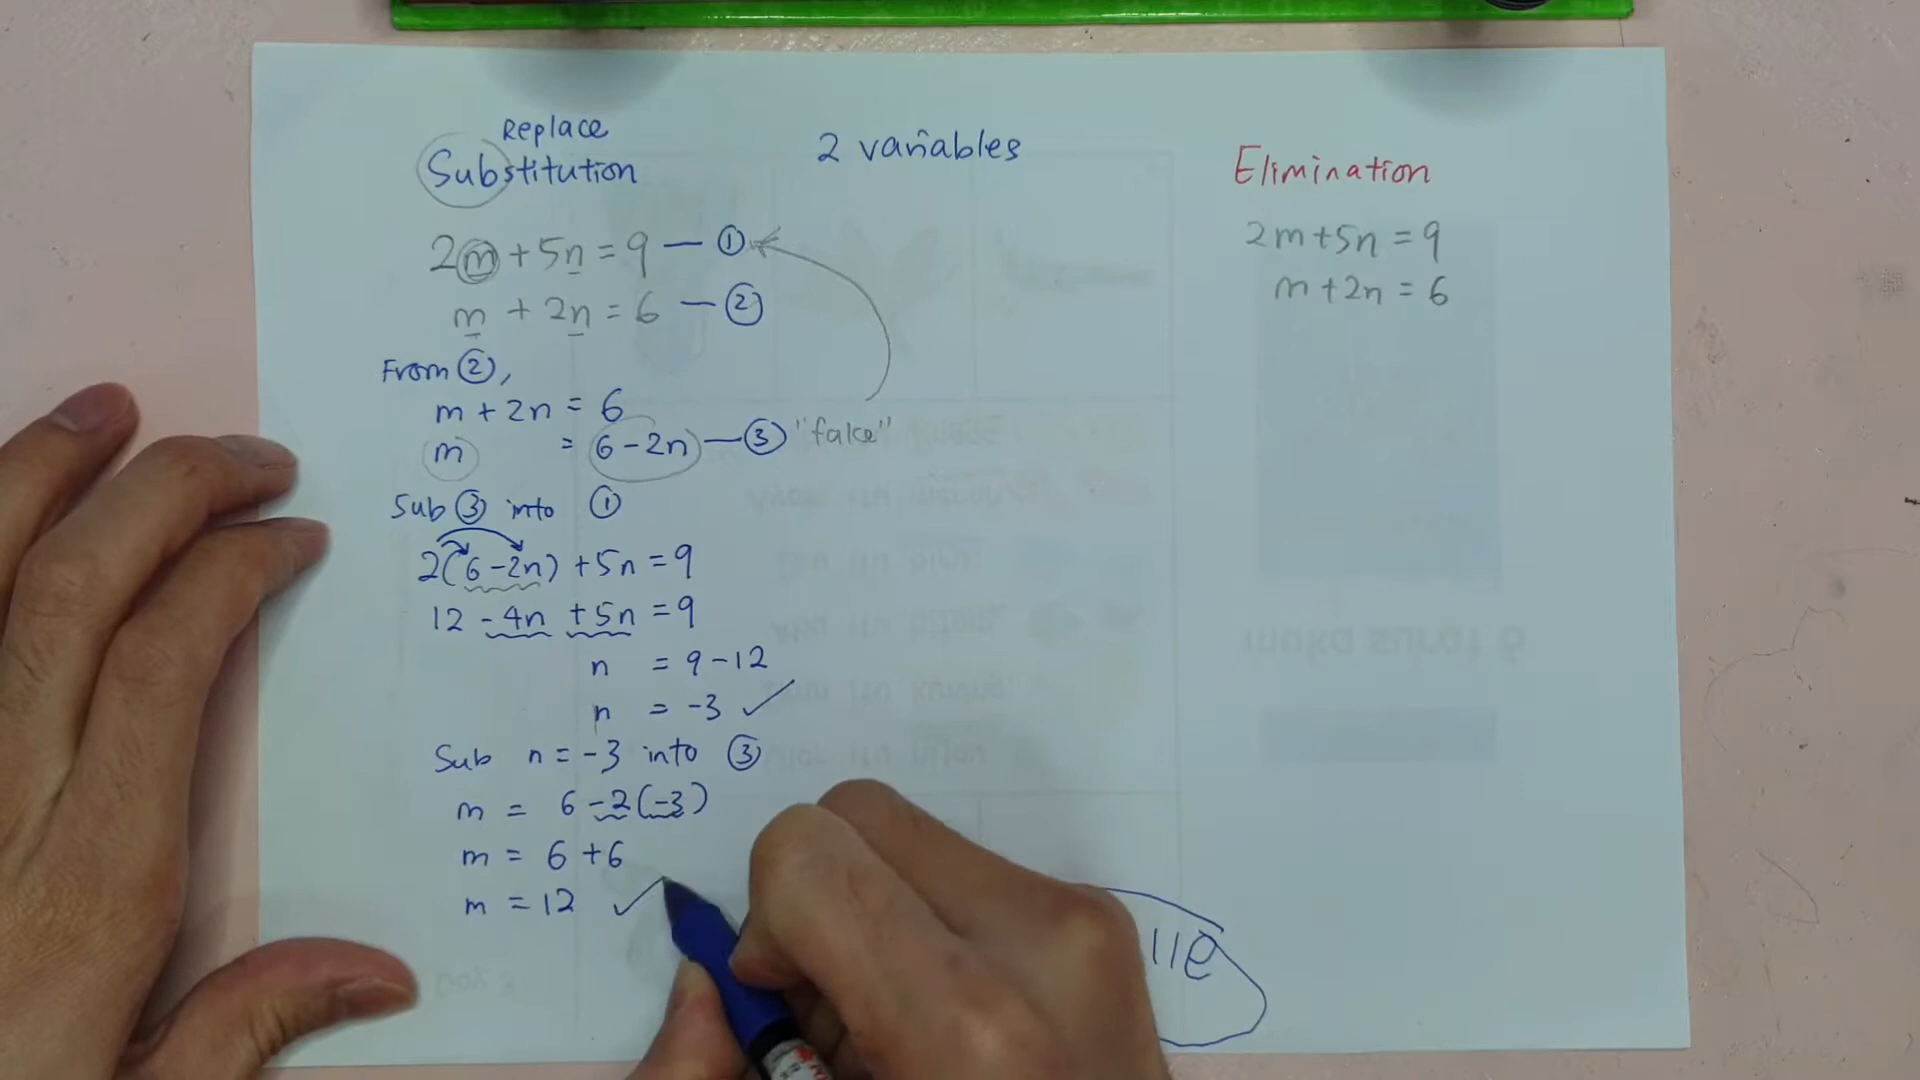 Replace
Substitution
2 variables
Elimination
2m + 5n = 9 — ①
m + 2n = 6 — ②
2m + 5n = 9
m + 2n = 6
From ②,
m + 2n = 6
m = 6 - 2n — ③ "fake"
Sub ③ into ①
2(6 - 2n) + 5n = 9
12 - 4n + 5n = 9
n = 9 - 12
n = -3 ✓
Sub n = -3 into ③
m = 6 - 2(-3)
m = 6 + 6
m = 12 ✓